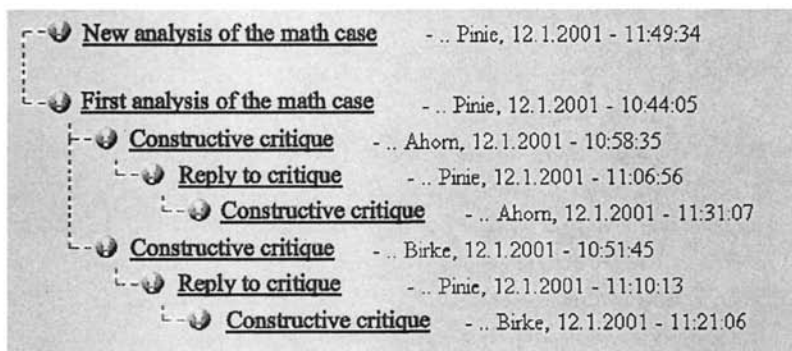 New analysis of the math case - .. Pinie, 12.1.2001 - 11:49:34
First analysis of the math case - .. Pinie, 12.1.2001 - 10:44:05
Constructive critique - .. Ahorn, 12.1.2001 - 10:58:35
Reply to critique - .. Pinie, 12.1.2001 - 11:06:56
Constructive critique - .. Ahorn, 12.1.2001 - 11:31:07
Constructive critique - .. Birke, 12.1.2001 - 10:51:45
Reply to critique - .. Pinie, 12.1.2001 - 11:10:13
Constructive critique - .. Birke, 12.1.2001 - 11:21:06